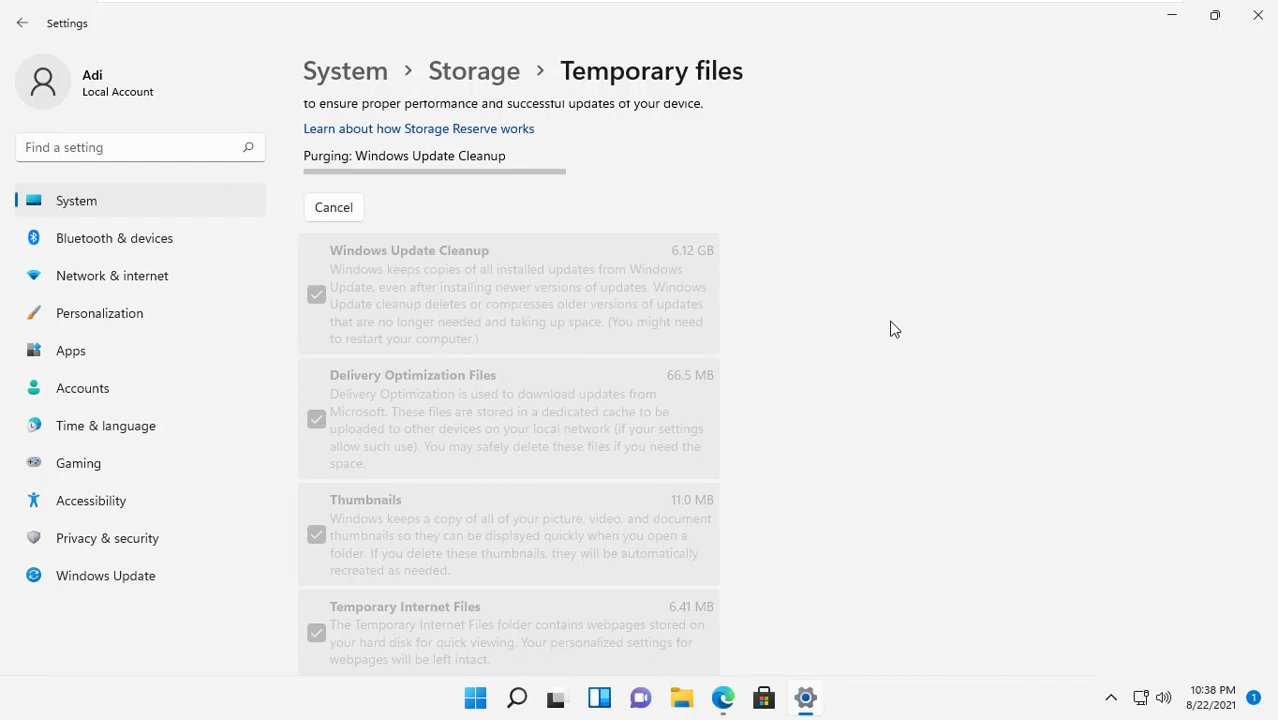 Settings
Adi
Local Account
Find a setting
System
Bluetooth & devices
Network & internet
Personalization
Apps
Accounts
Time & language
Gaming
Accessibility
Privacy & security
Windows Update
System > Storage > Temporary files
to ensure proper performance and successful updates of your device.
Learn about how Storage Reserve works
Purging: Windows Update Cleanup
Cancel
Windows Update Cleanup 6.12 GB
Windows keeps copies of all installed updates from Windows
Update, even after installing newer versions of updates. Windows
Update cleanup deletes or compresses older versions of updates
that are no longer needed and taking up space. (You might need
to restart your computer.)
Delivery Optimization Files 66.5 MB
Delivery Optimization is used to download updates from
Microsoft. These files are stored in a dedicated cache to be
uploaded to other devices on your local network (if your settings
allow such use). You may safely delete these files if you need the
space.
Thumbnails 11.0 MB
Windows keeps a copy of all of your picture, video, and document
thumbnails so they can be displayed quickly when you open a
folder. If you delete these thumbnails, they will be automatically
recreated as needed.
Temporary Internet Files 6.41 MB
The Temporary Internet Files folder contains webpages stored on
your hard disk for quick viewing. Your personalized settings for
webpages will be left intact.
10:38 PM
8/22/2021
1